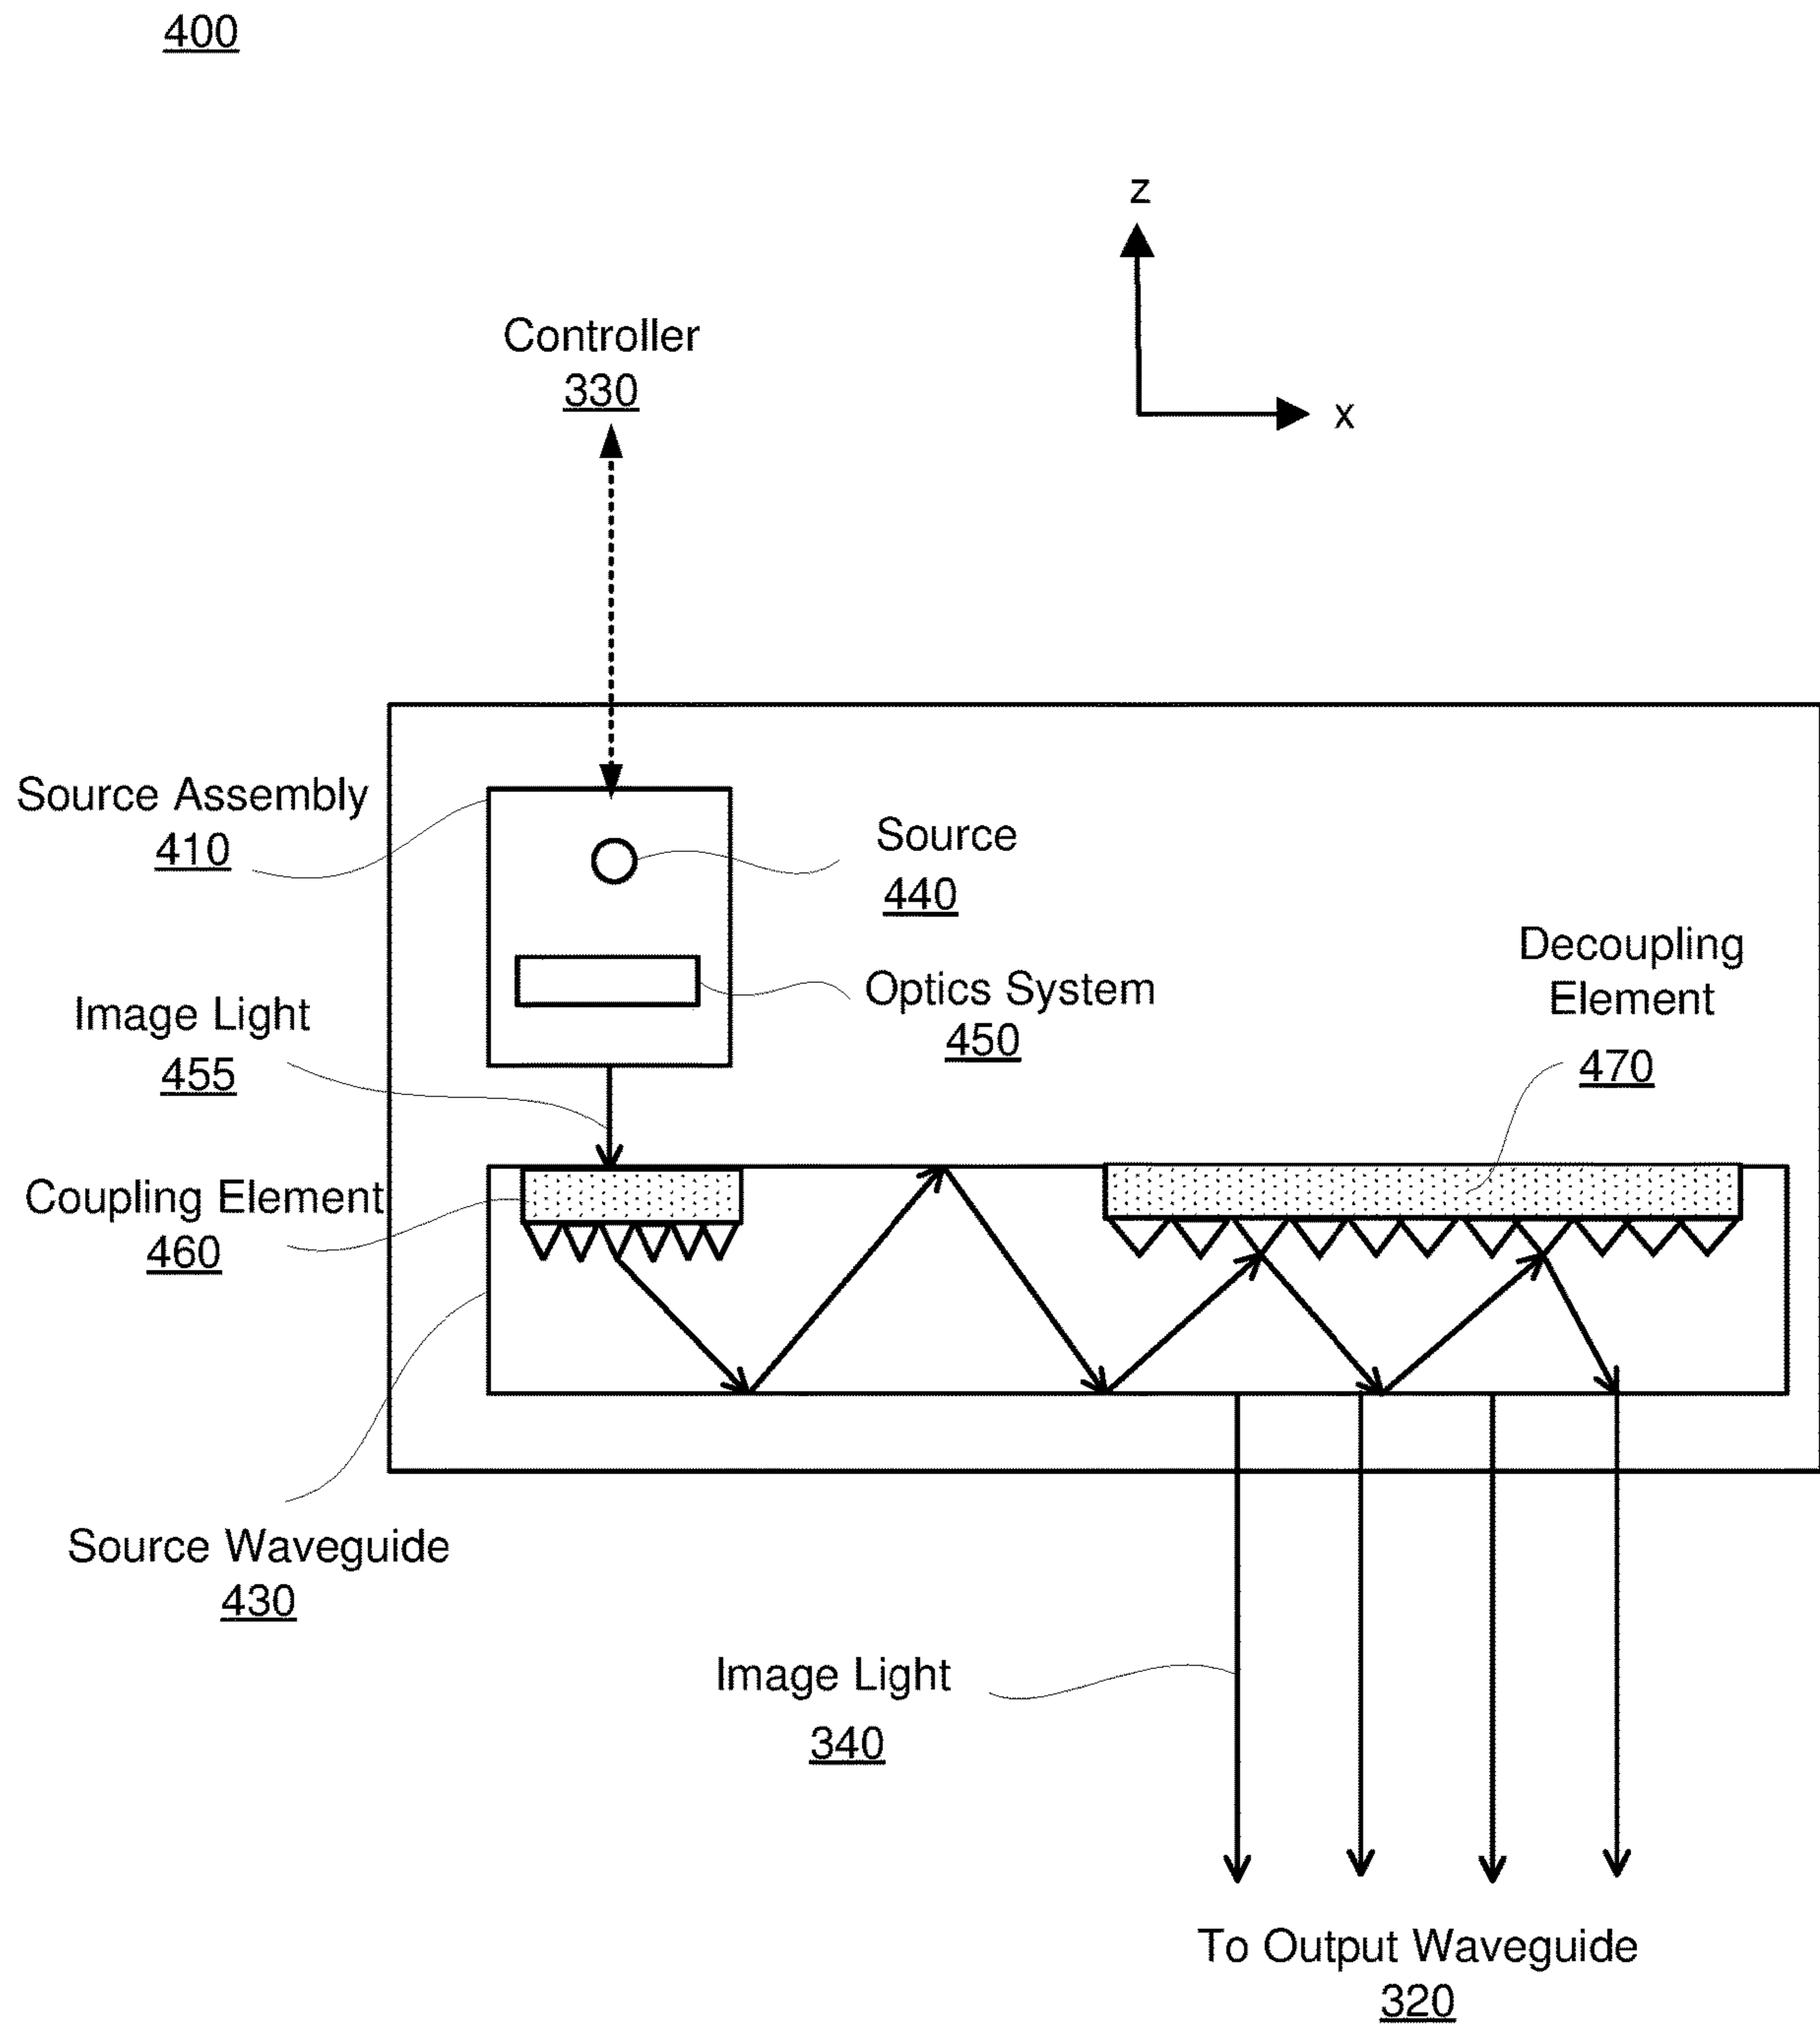 400
z
x
Controller
330
Source Assembly
410
Source
440
Decoupling
Element
470
Optics System
450
Image Light
455
Coupling Element
460
Source Waveguide
430
Image Light
340
To Output Waveguide
320